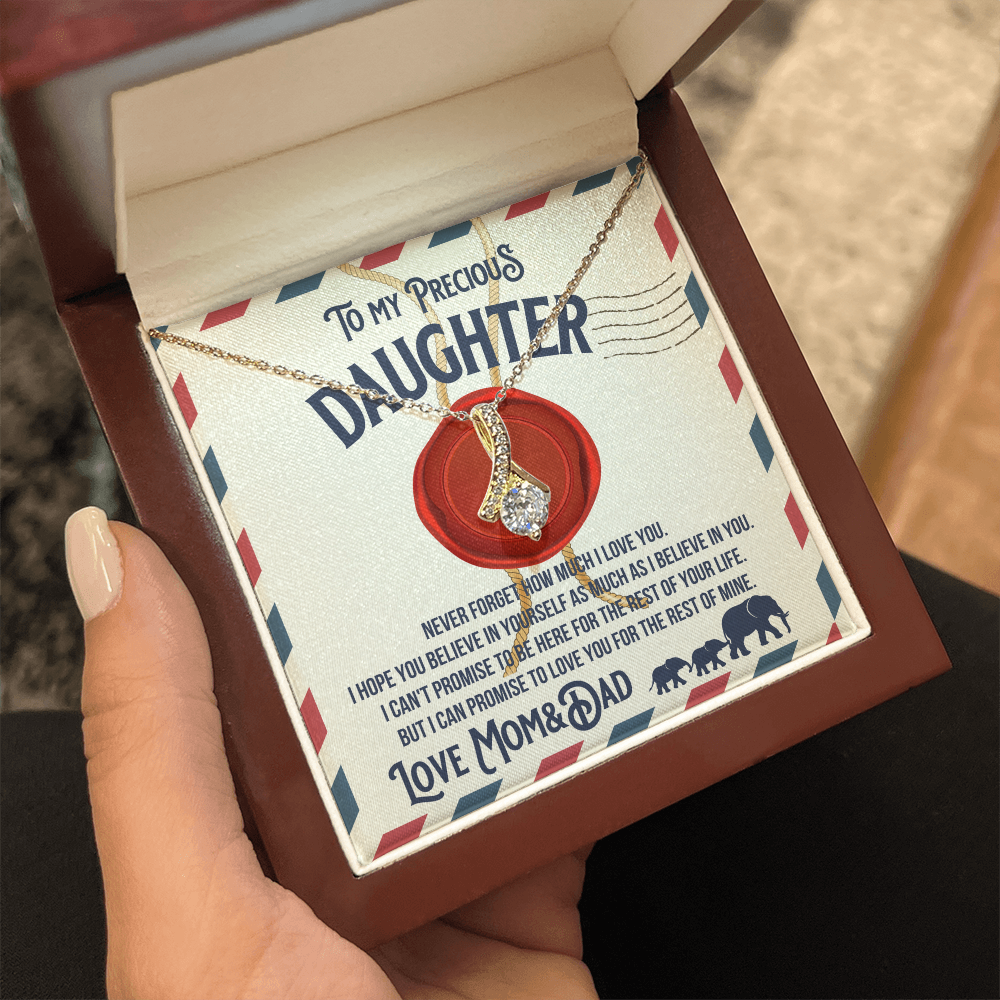 To my Precious
Daughter
Never forget how much I love you.
I hope you believe in yourself as much as I believe in you.
I can't promise to be here for the rest of your life.
But I can promise to love you for the rest of mine.
Love Mom&Dad